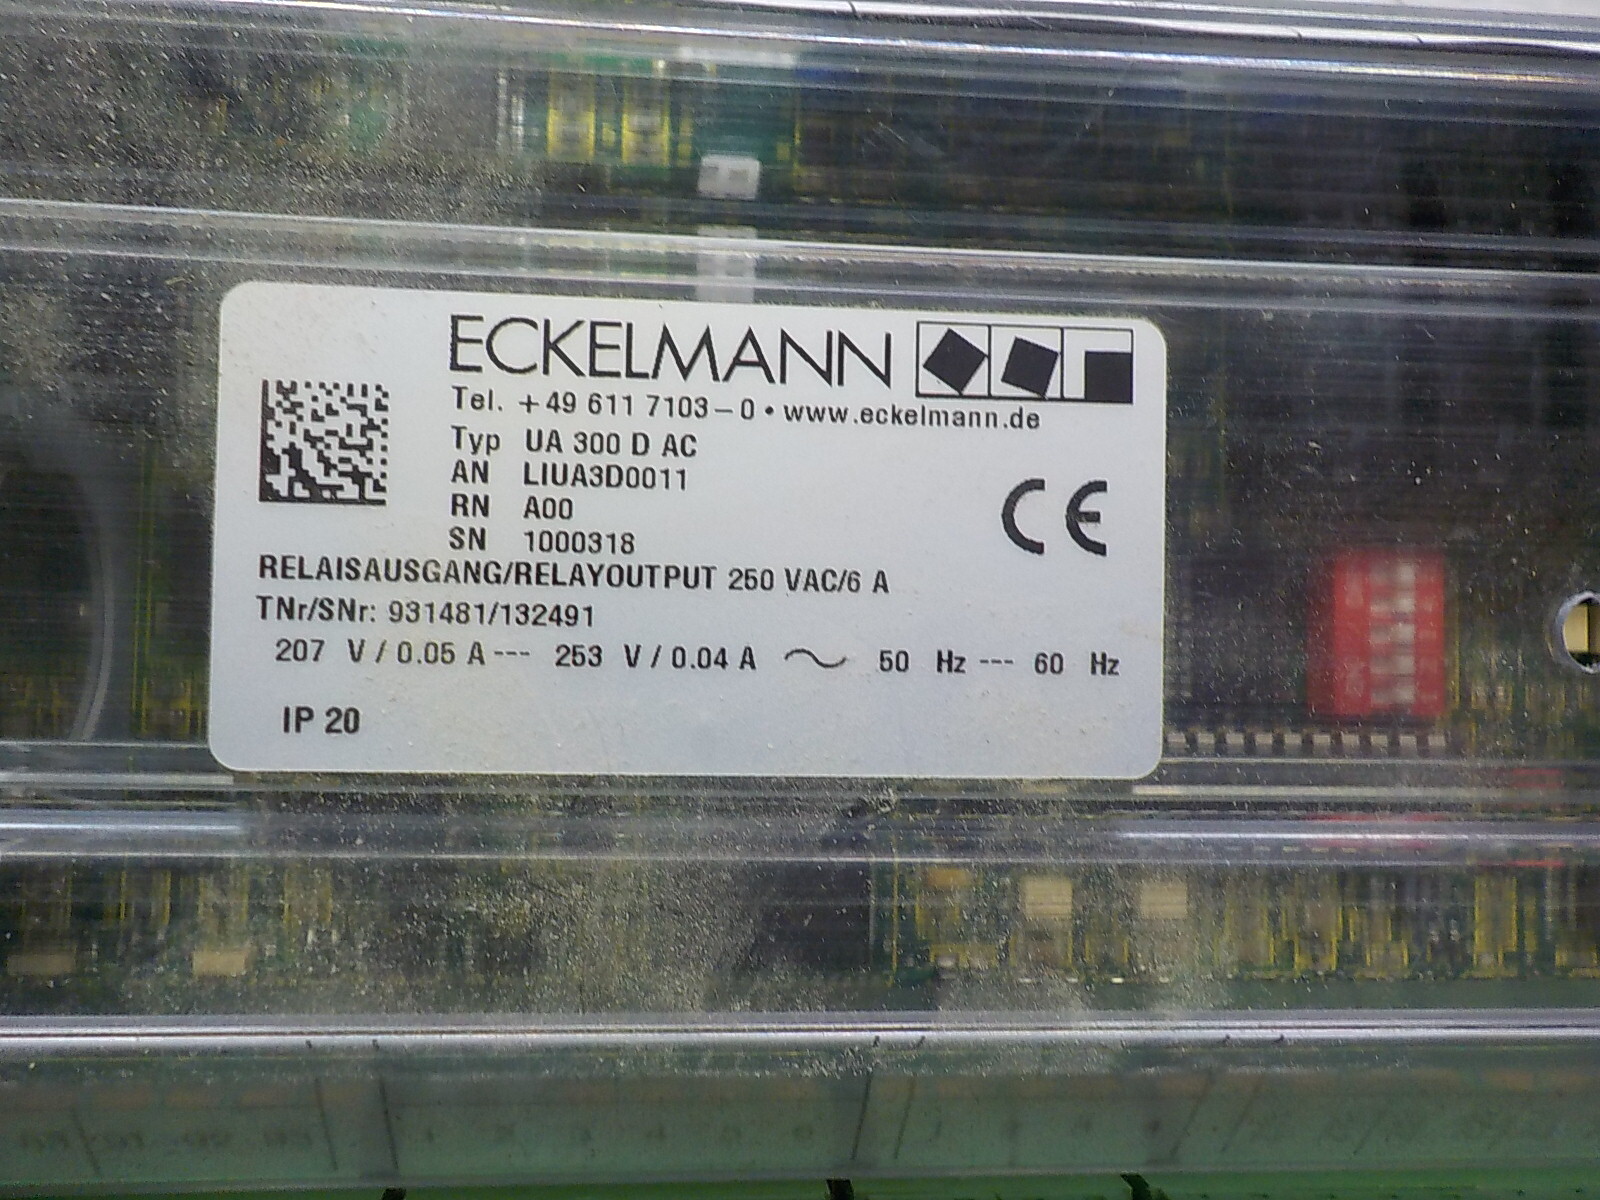 ECKELMANN
Tel. +49 611 7103–0 • www.eckelmann.de
Typ UA 300 D AC
AN LIUA3D0011
RN A00
SN 1000318
RELAISAUSGANG/RELAYOUTPUT 250 VAC/6 A
TNr/SNr: 931481/132491
207 V / 0.05 A --- 253 V / 0.04 A ~ 50 Hz --- 60 Hz
IP 20
CE